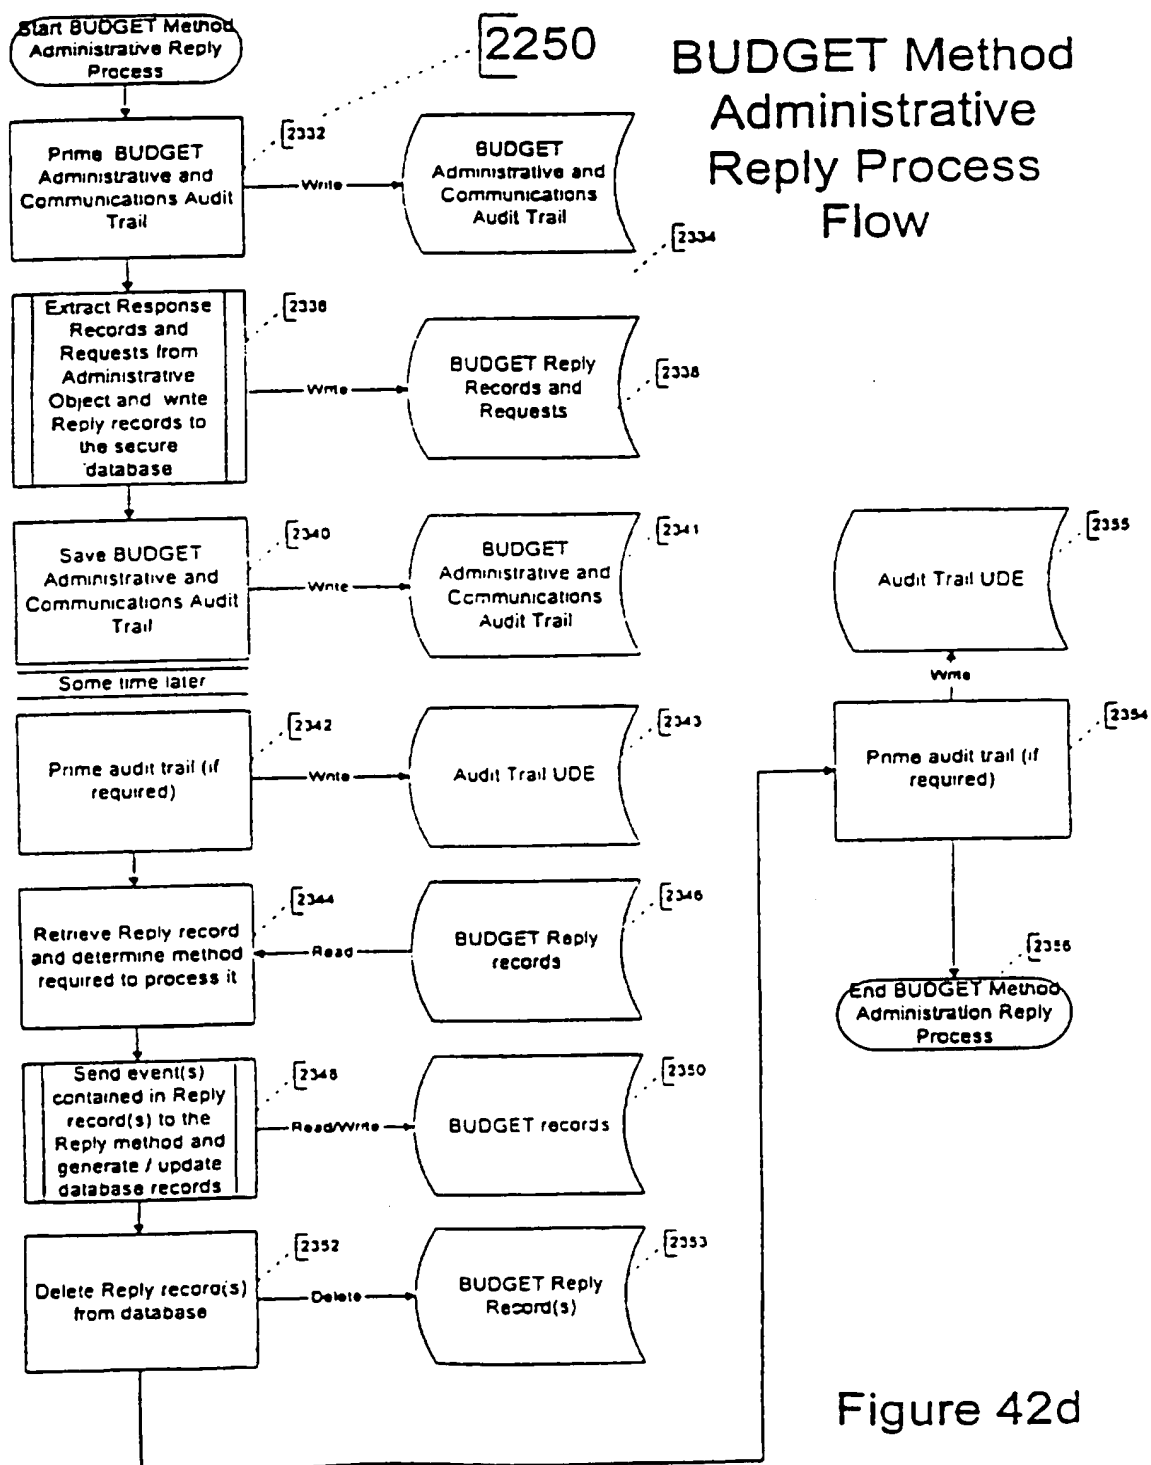 Start BUDGET Method
Administrative Reply
Process
2250
BUDGET Method
Administrative
Reply Process
Flow
Prime BUDGET
Administrative and
Communications Audit
Trail
2332
Write
BUDGET
Administrative and
Communications
Audit Trail
2334
Extract Response
Records and
Requests from
Administrative
Object and write
Reply records to
the secure
database
2336
Write
BUDGET Reply
Records and
Requests
2338
Save BUDGET
Administrative and
Communications Audit
Trail
2340
Write
BUDGET
Administrative and
Communications
Audit Trail
2341
Some time later
Prime audit trail (if
required)
2342
Write
Audit Trail UDE
2343
Retrieve Reply record
and determine method
required to process it
2344
Read
BUDGET Reply
records
2346
Send event(s)
contained in Reply
record(s) to the
Reply method and
generate / update
database records
2348
Read/Write
BUDGET records
2350
Delete Reply record(s)
from database
2352
Delete
BUDGET Reply
Record(s)
2353
Audit Trail UDE
2355
Write
Prime audit trail (if
required)
2354
2356
End BUDGET Method
Administration Reply
Process
Figure 42d